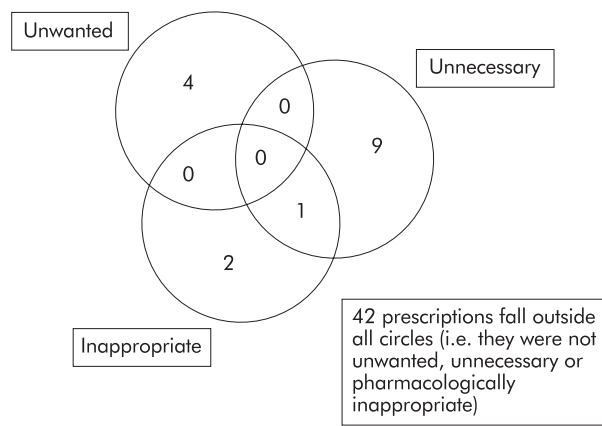 Unwanted
Unnecessary
4
0
9
0
0
1
2
Inappropriate
42 prescriptions fall outside
all circles (i.e. they were not
unwanted, unnecessary or
pharmacologically
inappropriate)